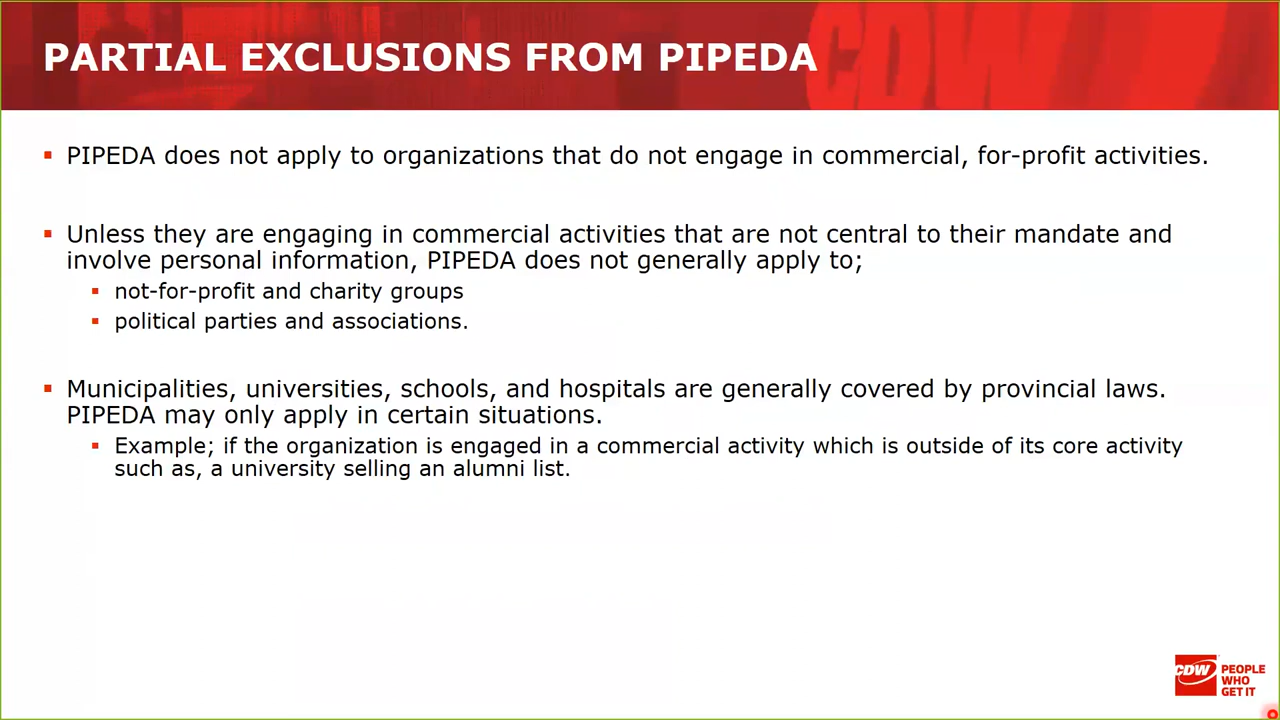 PARTIAL EXCLUSIONS FROM PIPEDA
CDW
PIPEDA does not apply to organizations that do not engage in commercial, for-profit activities.
Unless they are engaging in commercial activities that are not central to their mandate and
involve personal information, PIPEDA does not generally apply to;
not-for-profit and charity groups
political parties and associations.
Municipalities, universities, schools, and hospitals are generally covered by provincial laws.
PIPEDA may only apply in certain situations.
Example; if the organization is engaged in a commercial activity which is outside of its core activity
such as, a university selling an alumni list.
CDW
PEOPLE
WHO
GET IT